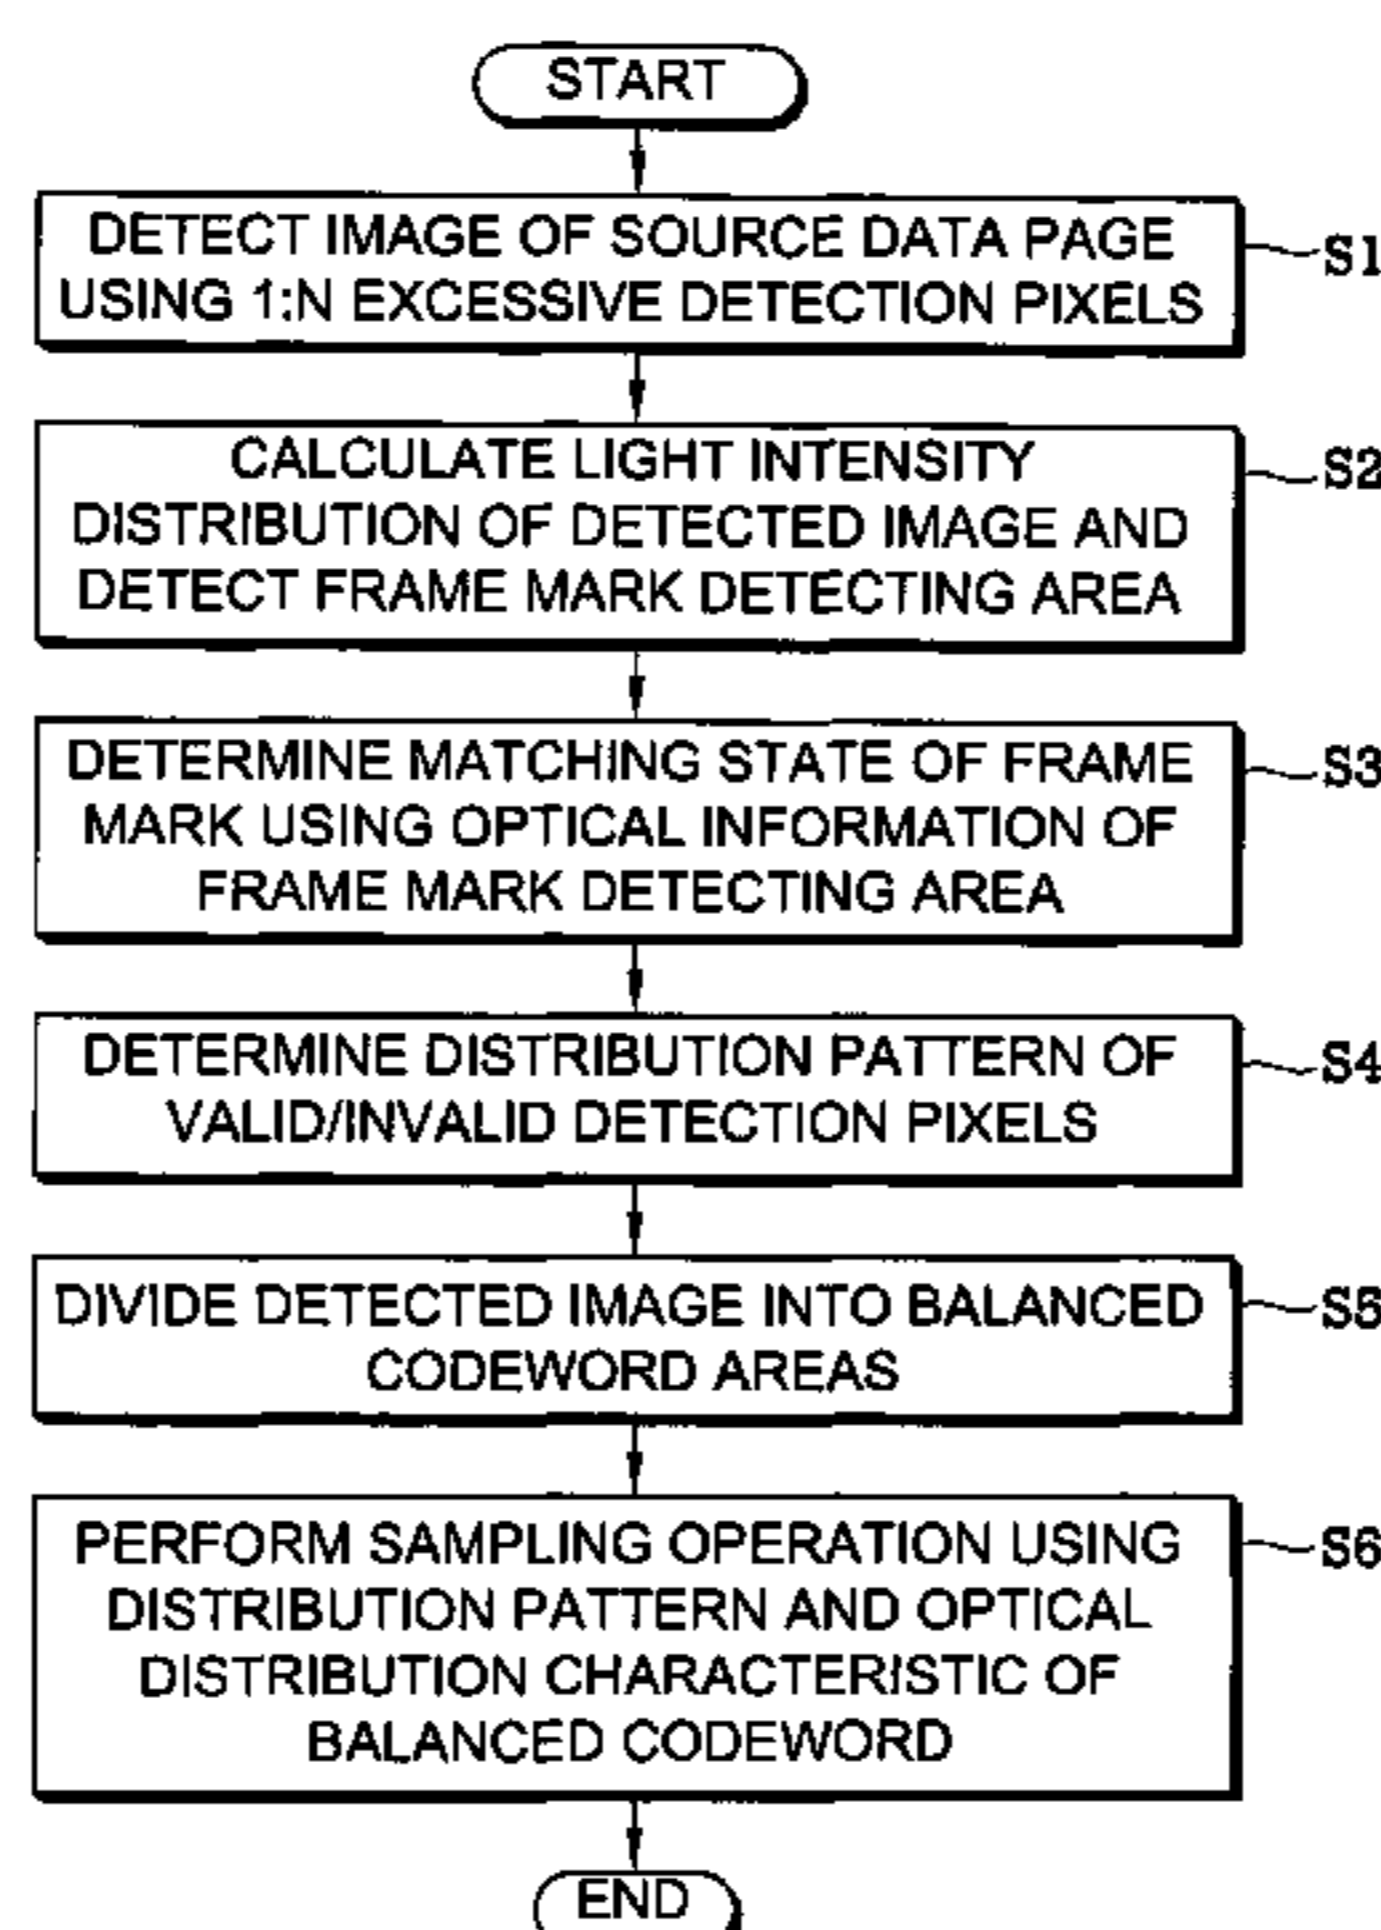 START
DETECT IMAGE OF SOURCE DATA PAGE
USING 1:N EXCESSIVE DETECTION PIXELS
S1
CALCULATE LIGHT INTENSITY
DISTRIBUTION OF DETECTED IMAGE AND
DETECT FRAME MARK DETECTING AREA
S2
DETERMINE MATCHING STATE OF FRAME
MARK USING OPTICAL INFORMATION OF
FRAME MARK DETECTING AREA
S3
DETERMINE DISTRIBUTION PATTERN OF
VALID/INVALID DETECTION PIXELS
S4
DIVIDE DETECTED IMAGE INTO BALANCED
CODEWORD AREAS
S5
PERFORM SAMPLING OPERATION USING
DISTRIBUTION PATTERN AND OPTICAL
DISTRIBUTION CHARACTERISTIC OF
BALANCED CODEWORD
S6
END